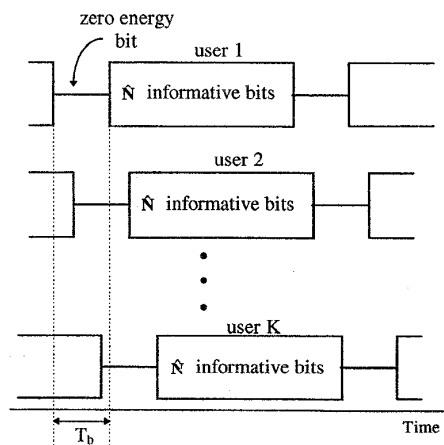 zero energy
bit
user 1
N̂ informative bits
user 2
N̂ informative bits
user K
N̂ informative bits
T_b
Time